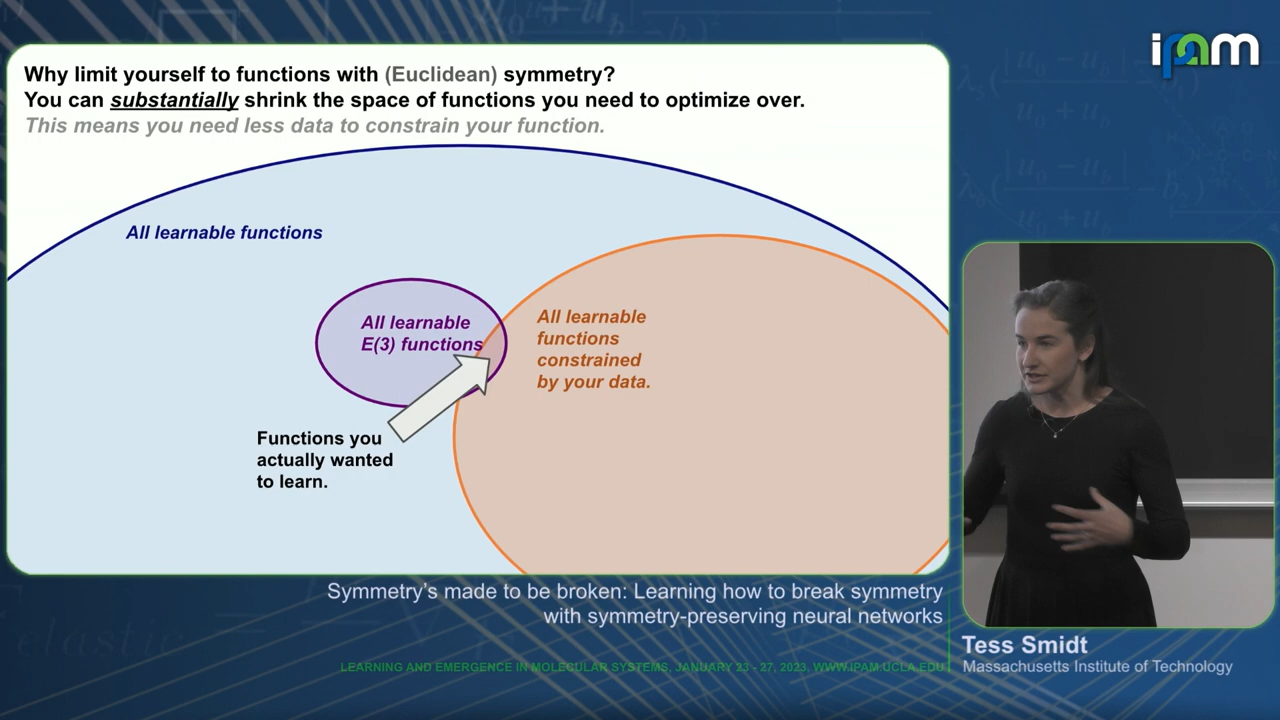 ipam
Why limit yourself to functions with (Euclidean) symmetry?
You can substantially shrink the space of functions you need to optimize over.
This means you need less data to constrain your function.
All learnable functions
All learnable
E(3) functions
All learnable
functions
constrained
by your data.
Functions you
actually wanted
to learn.
Symmetry’s made to be broken: Learning how to break symmetry
with symmetry-preserving neural networks
Tess Smidt
Massachusetts Institute of Technology
LEARNING AND EMERGENCE IN MOLECULAR SYSTEMS, JANUARY 23 - 27, 2023, WWW.IPAM.UCLA.EDU
elastic